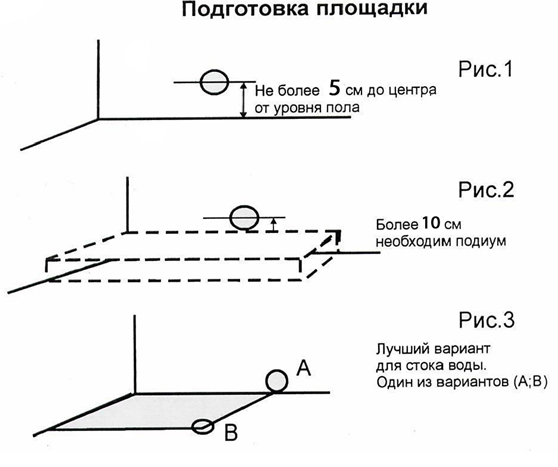 Подготовка площадки
Рис.1
Не более 5 см до центра
от уровня пола
Рис.2
Более 10 см
необходим подиум
Рис.3
Лучший вариант
для стока воды.
Один из вариантов (А;В)
А
В